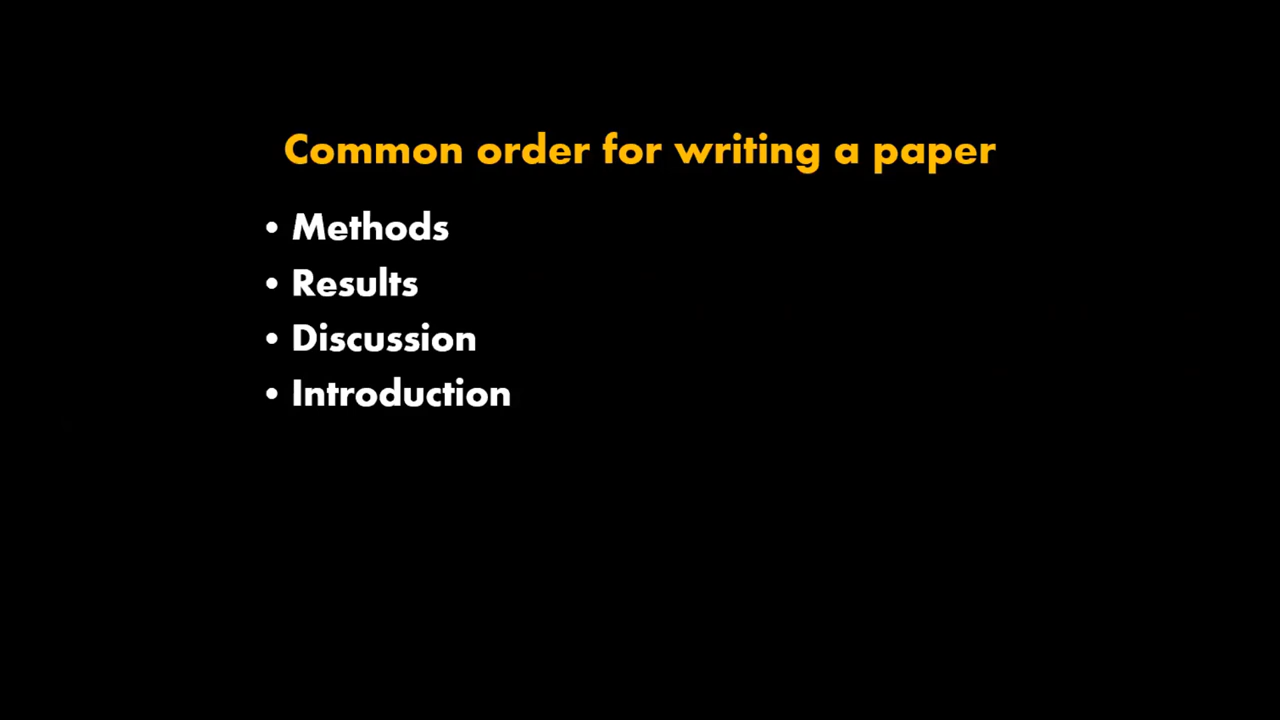 Common order for writing a paper
• Methods
• Results
• Discussion
• Introduction